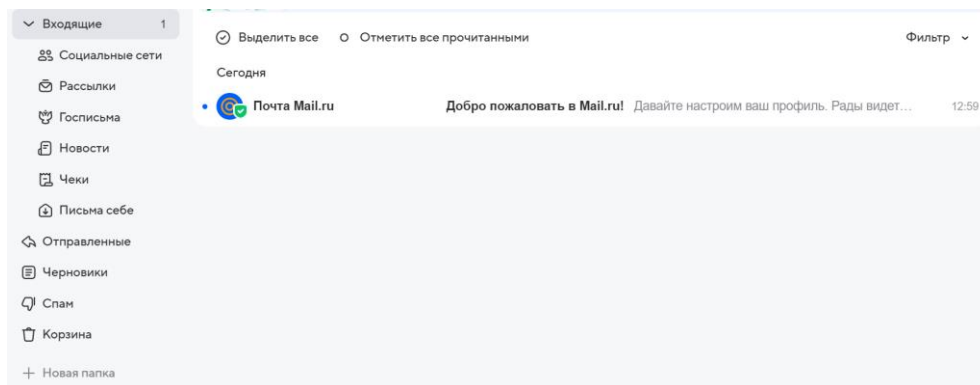 Входящие 1
Социальные сети
Рассылки
Госписьма
Новости
Чеки
Письма себе
Отправленные
Черновики
Спам
Корзина
Новая папка
Выделить все Отметить все прочитанными Фильтр
Сегодня
Почта Mail.ru Добро пожаловать в Mail.ru! Давайте настроим ваш профиль. Рады видет... 12:59